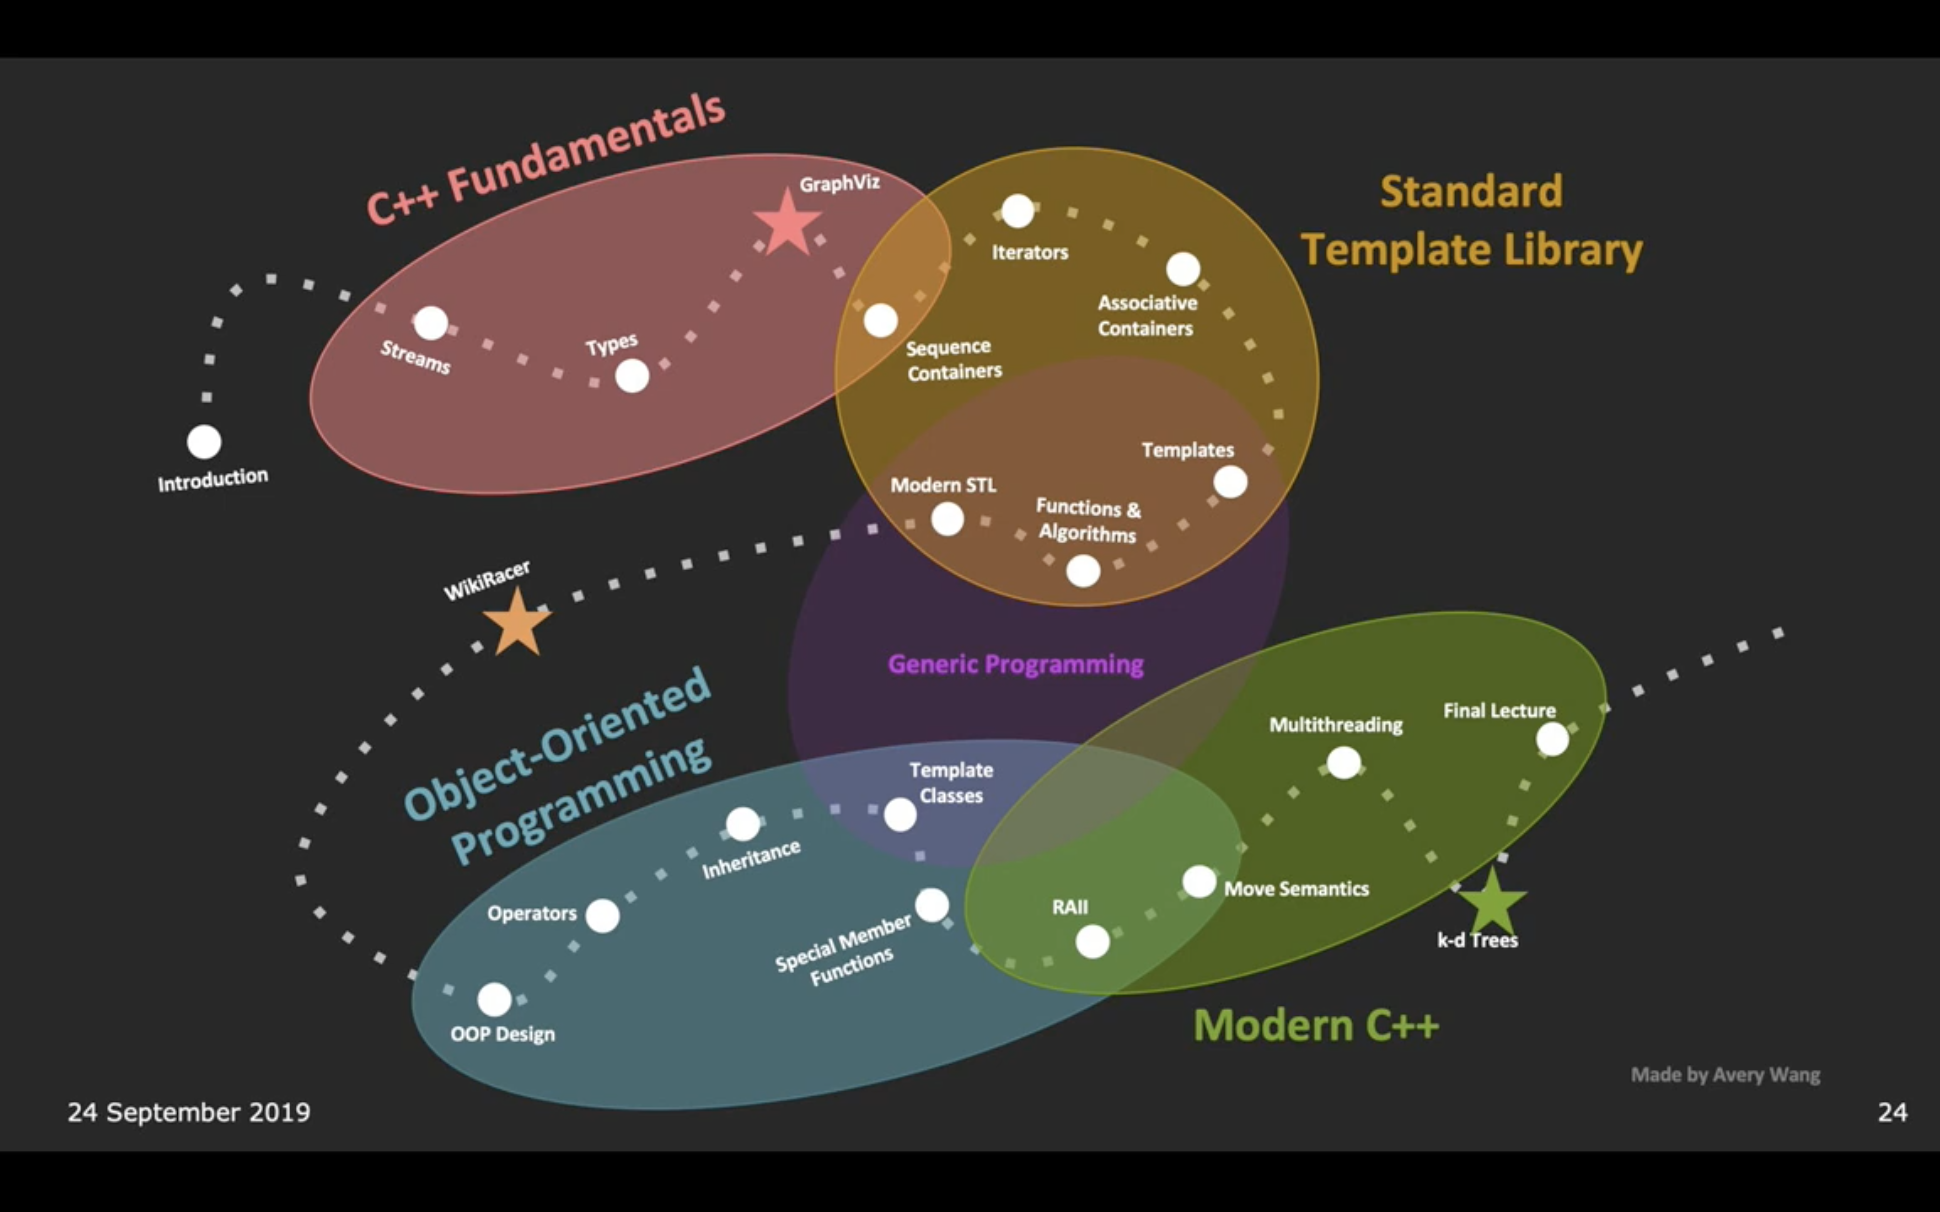 C++ Fundamentals
GraphViz
Standard
Template Library
Iterators
Associative
Containers
Streams
Types
Sequence
Containers
Introduction
Templates
Modern STL
Functions &
Algorithms
WikiRacer
Generic Programming
Object-Oriented
Programming
Multithreading
Final Lecture
Template
Classes
Inheritance
Operators
Move Semantics
RAII
Special Member
Functions
k-d Trees
OOP Design
Modern C++
Made by Avery Wang
24 September 2019
24